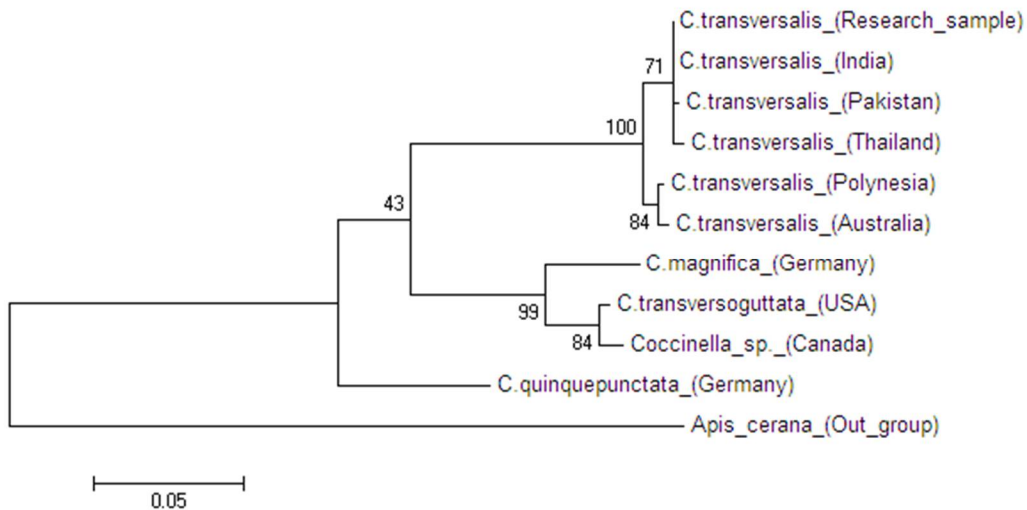 C.transversalis_(Research_sample)
71
C.transversalis_(India)
C.transversalis_(Pakistan)
100
C.transversalis_(Thailand)
C.transversalis_(Polynesia)
43
84
C.transversalis_(Australia)
C.magnifica_(Germany)
99
C.transversoguttata_(USA)
84
Coccinella_sp._(Canada)
C.quinquepunctata_(Germany)
Apis_cerana_(Out_group)
0.05